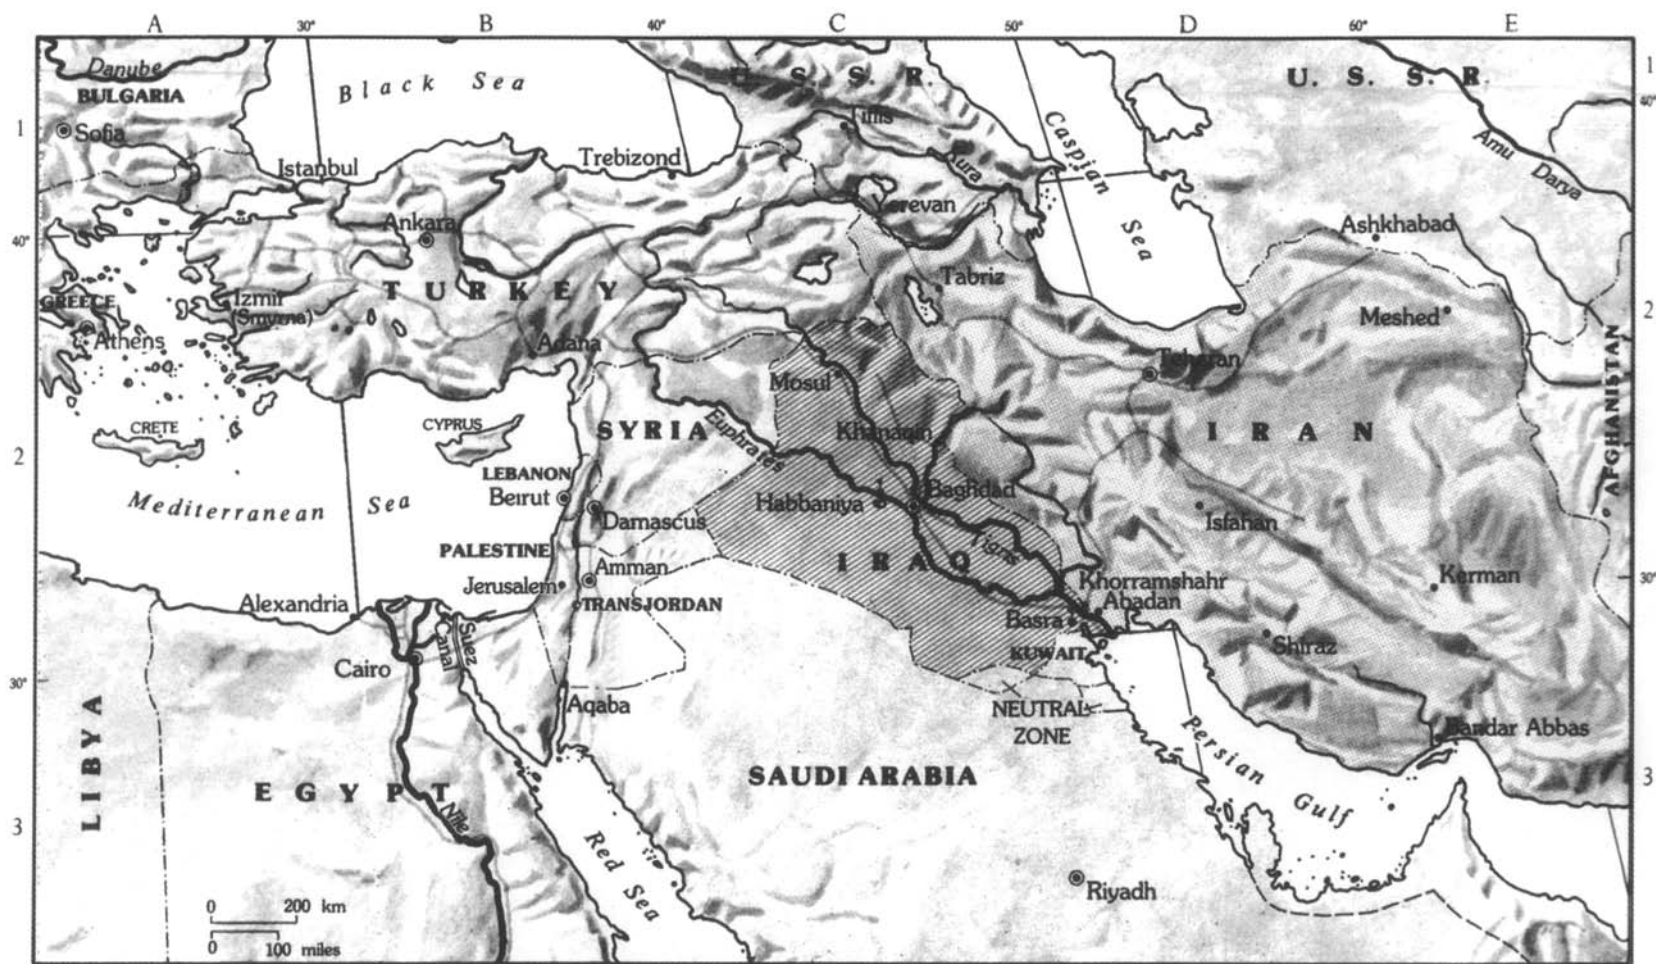 A
30°
B
40°
C
50°
D
60°
E
1
40°
Danube
BULGARIA
Sofia
Black Sea
U. S. S. R.
U. S. S. R.
1
Tiflis
Kura
Caspian Sea
Amu Darya
Istanbul
Trebizond
Yerevan
Ankara
Ashkhabad
40°
Tabriz
TURKEY
GREECE
Izmir
(Smyrna)
Meshed
2
Athens
Adana
Teheran
Mosul
AFGHANISTAN
CRETE
CYPRUS
SYRIA
Euphrates
Khanaqin
IRAN
2
LEBANON
Beirut
Habbaniya
Baghdad
Mediterranean Sea
Damascus
Isfahan
PALESTINE
Amman
IRAQ
Tigris
Jerusalem
Khorramshahr
Kerman
30°
Alexandria
TRANSJORDAN
Abadan
Basra
Suez
Canal
Cairo
KUWAIT
Shiraz
30°
Aqaba
NEUTRAL
ZONE
Bandar Abbas
LIBYA
Persian Gulf
SAUDI ARABIA
3
EGYPT
Nile
3
Red Sea
Riyadh
0 200 km
0 100 miles